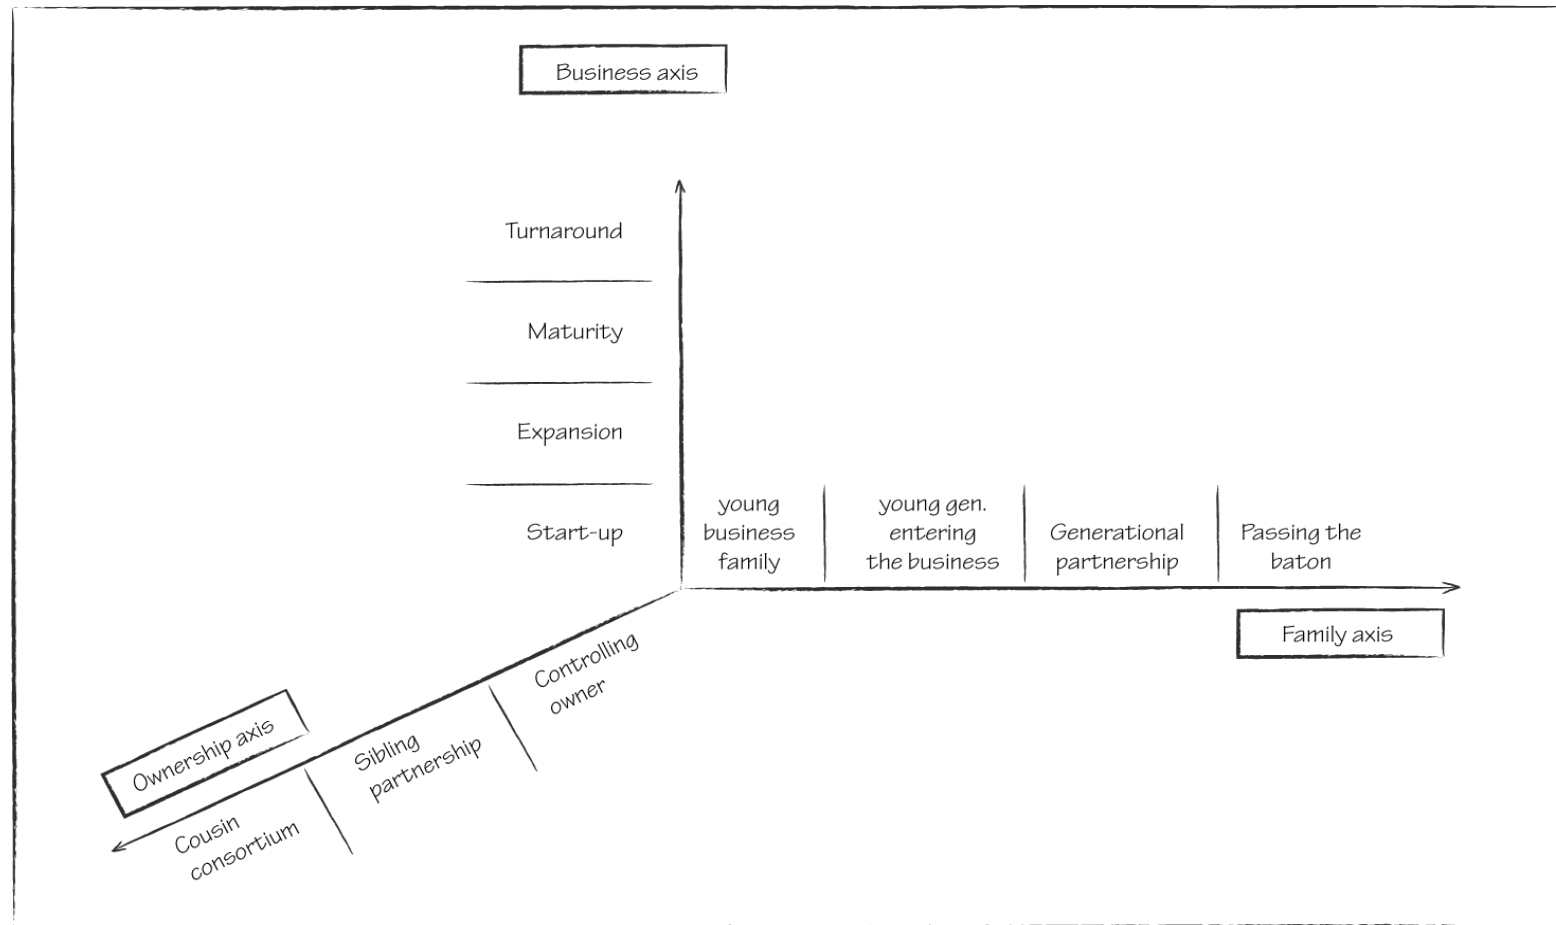 Business axis
Turnaround
Maturity
Expansion
Start-up
young
business
family
young gen.
entering
the business
Generational
partnership
Passing the
baton
Family axis
Controlling
owner
Sibling
partnership
Ownership axis
Cousin
consortium